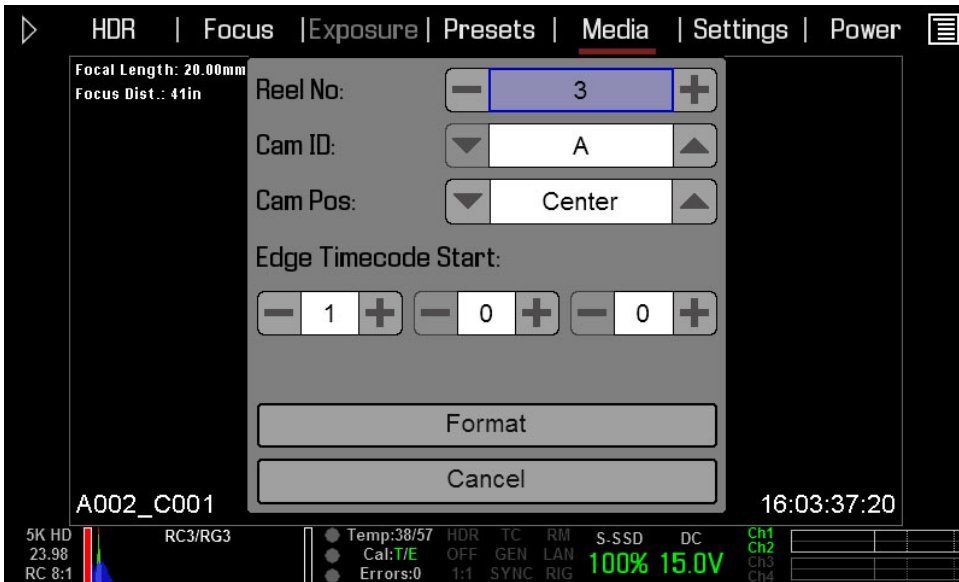 HDR | Focus | Exposure | Presets | Media | Settings | Power
Focal Length: 20.00mm
Focus Dist.: 41in
Reel No: 3
Cam ID: A
Cam Pos: Center
Edge Timecode Start:
1 0 0
Format
Cancel
A002_C001 16:03:37:20
5K HD RC3/RG3 Temp:38/57 HDR TC RM S-SSD DC Ch1
23.98 Cal:T/E OFF GEN LAN 100% 15.0V Ch2
RC 8:1 Errors:0 1:1 SYNC RIG Ch3
Ch4